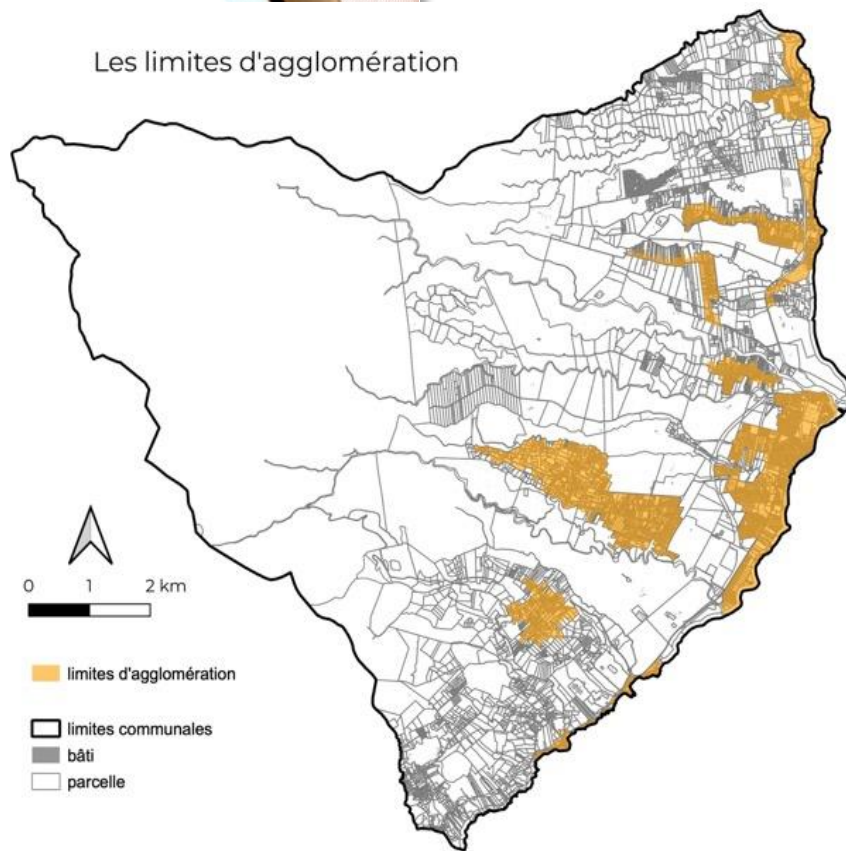 Les limites d'agglomération
0 1 2 km
limites d'agglomération
limites communales
bâti
parcelle